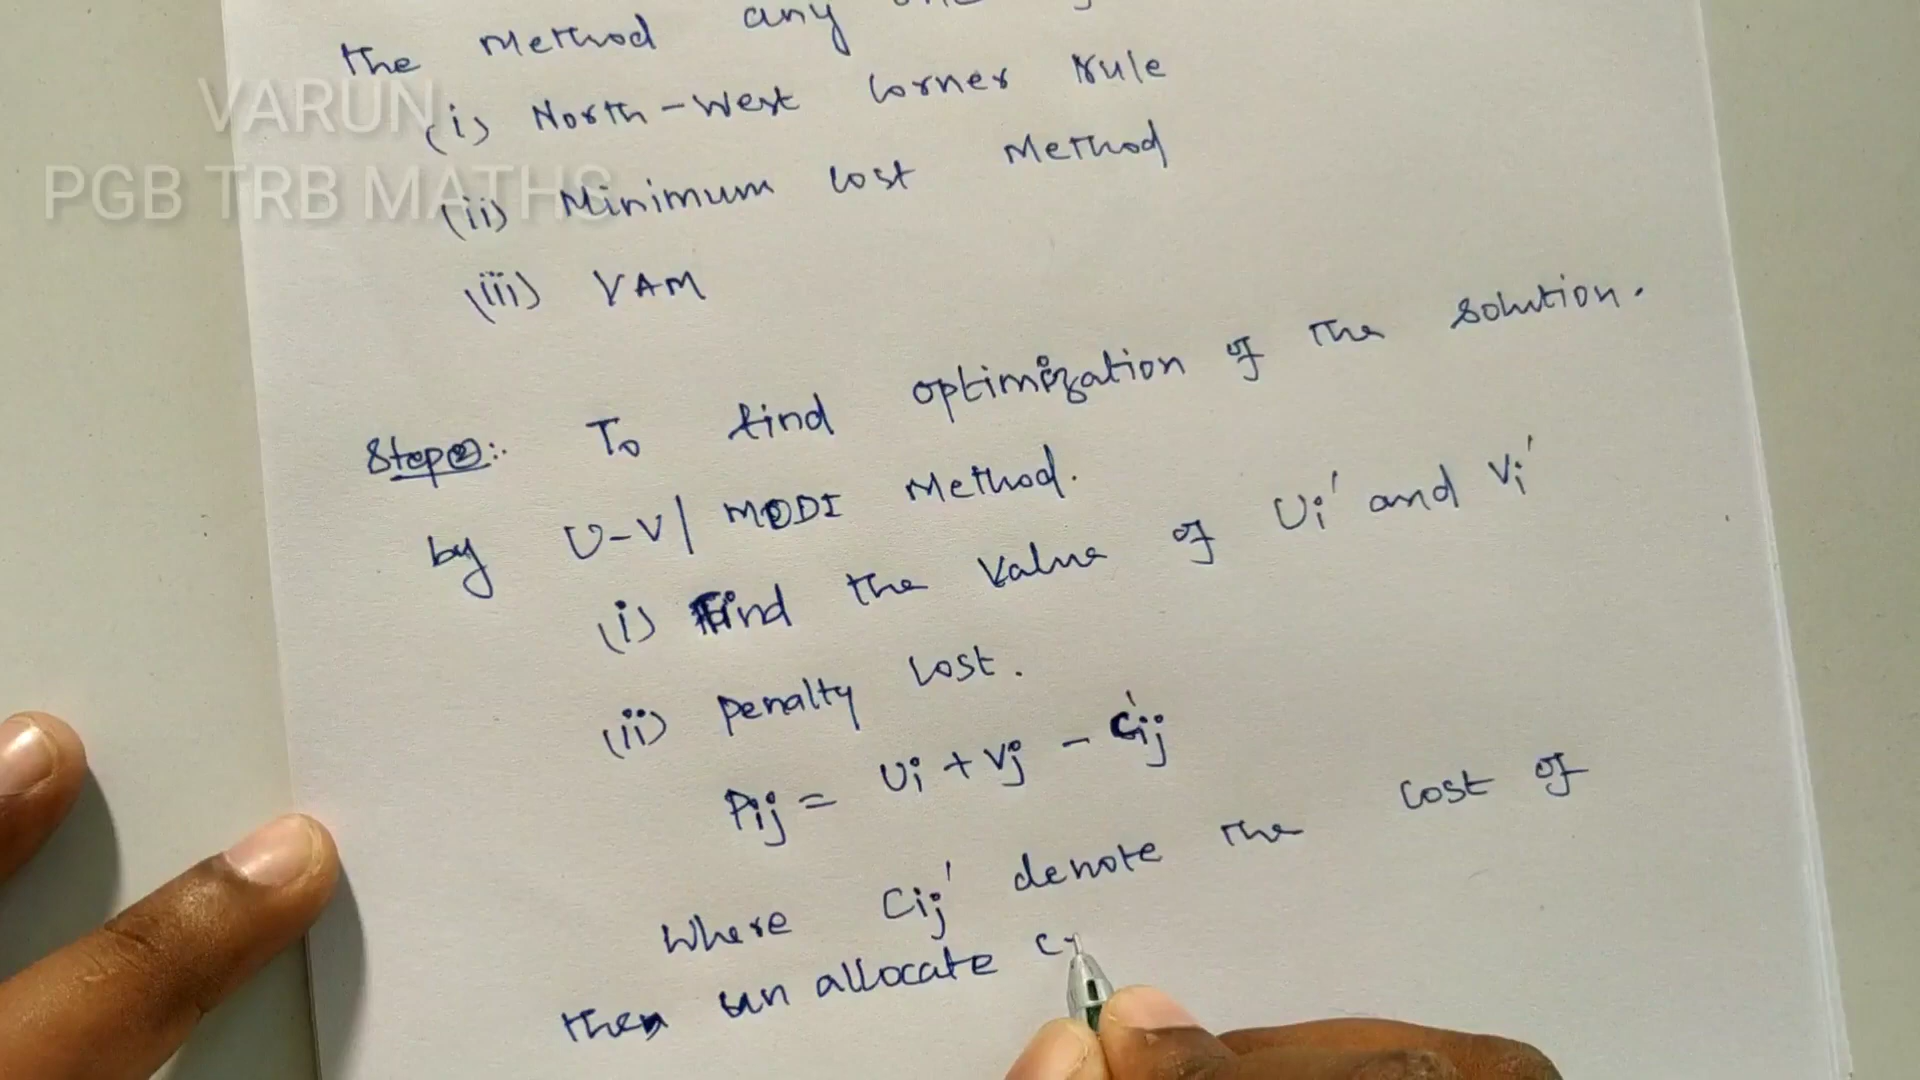 the Method any
VARUN
(i) North-West Corner Rule
PGB TRB MATHS
(ii) Minimum Cost Method
(iii) VAM
Step②: To find optimization of the solution.
by U-V| MODI Method.
(i) Find the value of Ui' and Vi'
(ii) Penalty Cost.
Pij = Ui + Vj - Cij'
Where Cij' denote the cost of
the un allocate